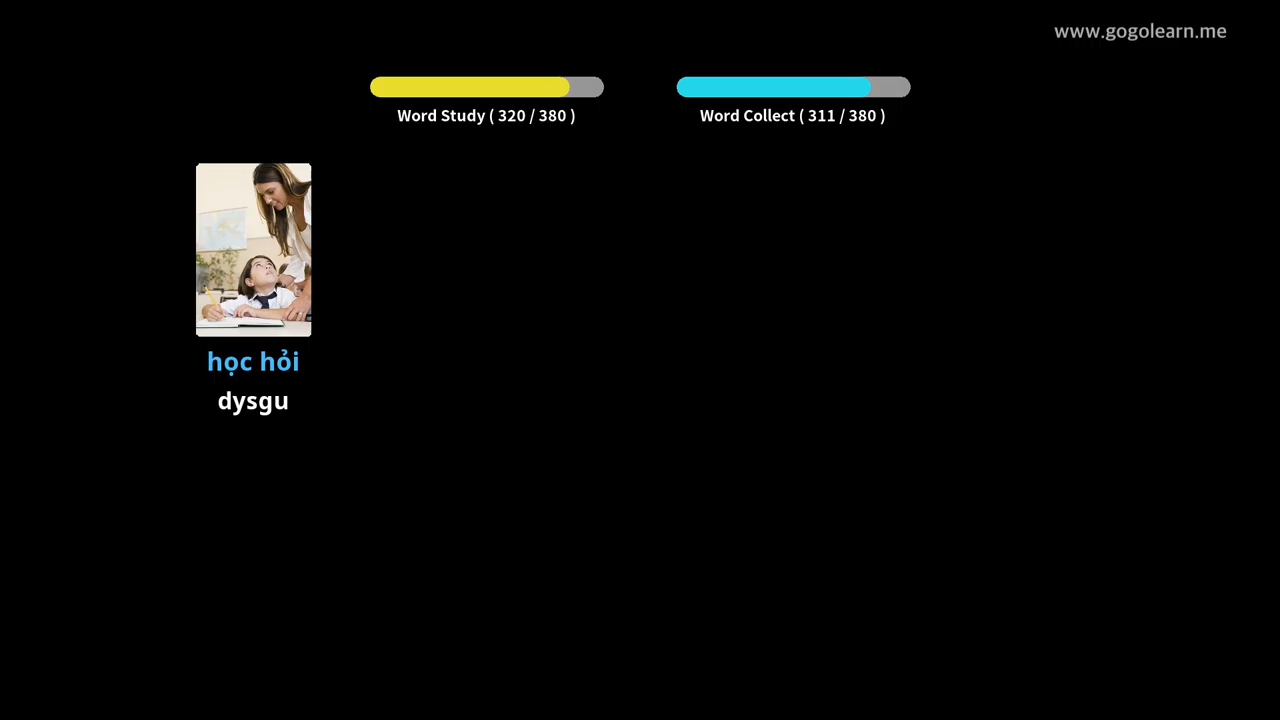 www.gogolearn.me
Word Study ( 320 / 380 )
Word Collect ( 311 / 380 )
học hỏi
dysgu